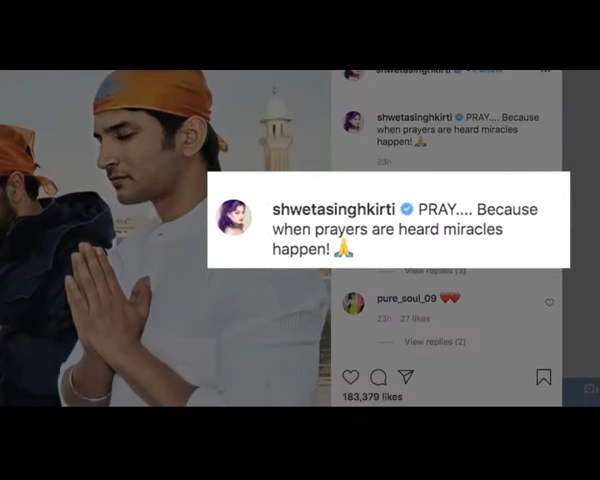 shwetasinghkirti
shwetasinghkirti PRAY.... Because
when prayers are heard miracles
happen! 🙏
23h
shwetasinghkirti PRAY.... Because
when prayers are heard miracles
happen! 🙏
View replies (3)
pure_soul_09 ❤️❤️
23h 27 likes
View replies (2)
183,379 likes